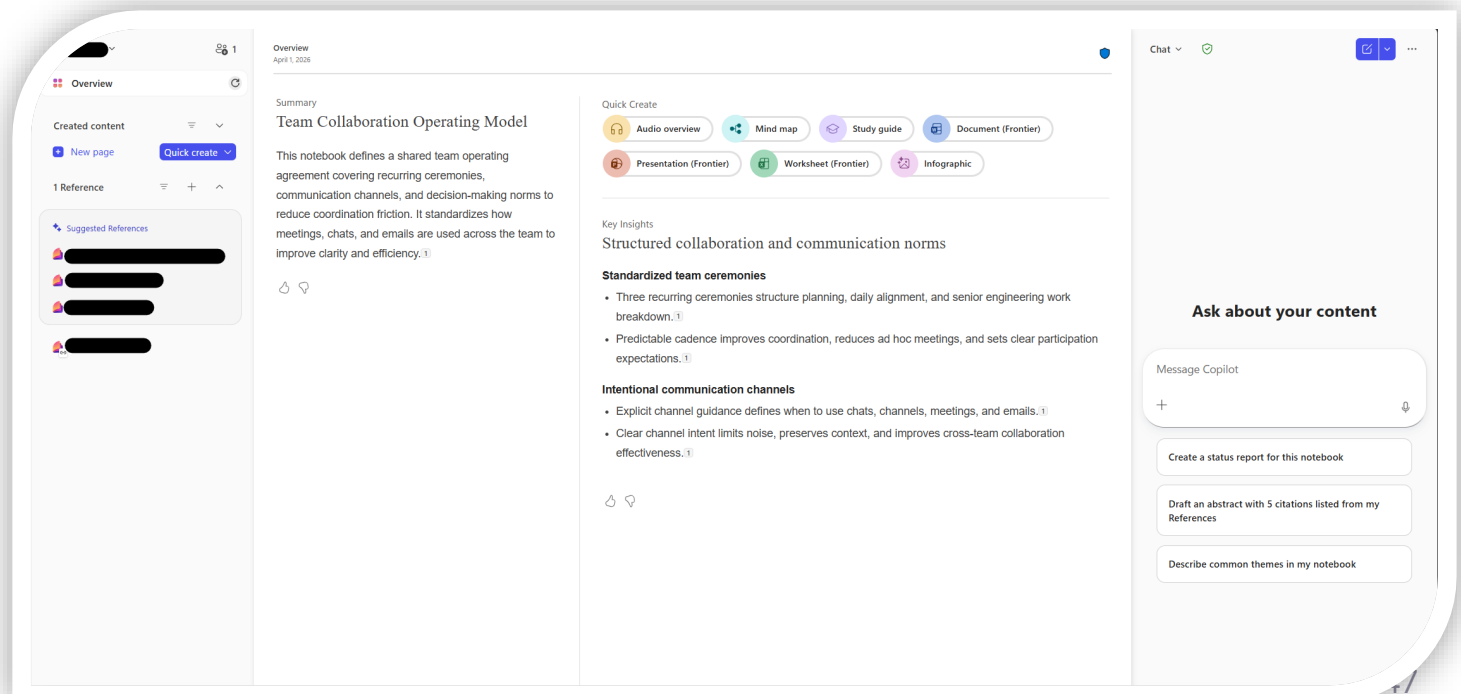 1
Overview
Created content
New page
Quick create
1 Reference
Suggested References
Overview
April 1, 2026
Summary
Team Collaboration Operating Model
This notebook defines a shared team operating
agreement covering recurring ceremonies,
communication channels, and decision-making norms to
reduce coordination friction. It standardizes how
meetings, chats, and emails are used across the team to
improve clarity and efficiency. 1
Quick Create
Audio overview
Mind map
Study guide
Document (Frontier)
Presentation (Frontier)
Worksheet (Frontier)
Infographic
Key Insights
Structured collaboration and communication norms
Standardized team ceremonies
• Three recurring ceremonies structure planning, daily alignment, and senior engineering work
breakdown. 1
• Predictable cadence improves coordination, reduces ad hoc meetings, and sets clear participation
expectations. 1
Intentional communication channels
• Explicit channel guidance defines when to use chats, channels, meetings, and emails. 1
• Clear channel intent limits noise, preserves context, and improves cross-team collaboration
effectiveness. 1
Chat
Ask about your content
Message Copilot
Create a status report for this notebook
Draft an abstract with 5 citations listed from my
References
Describe common themes in my notebook